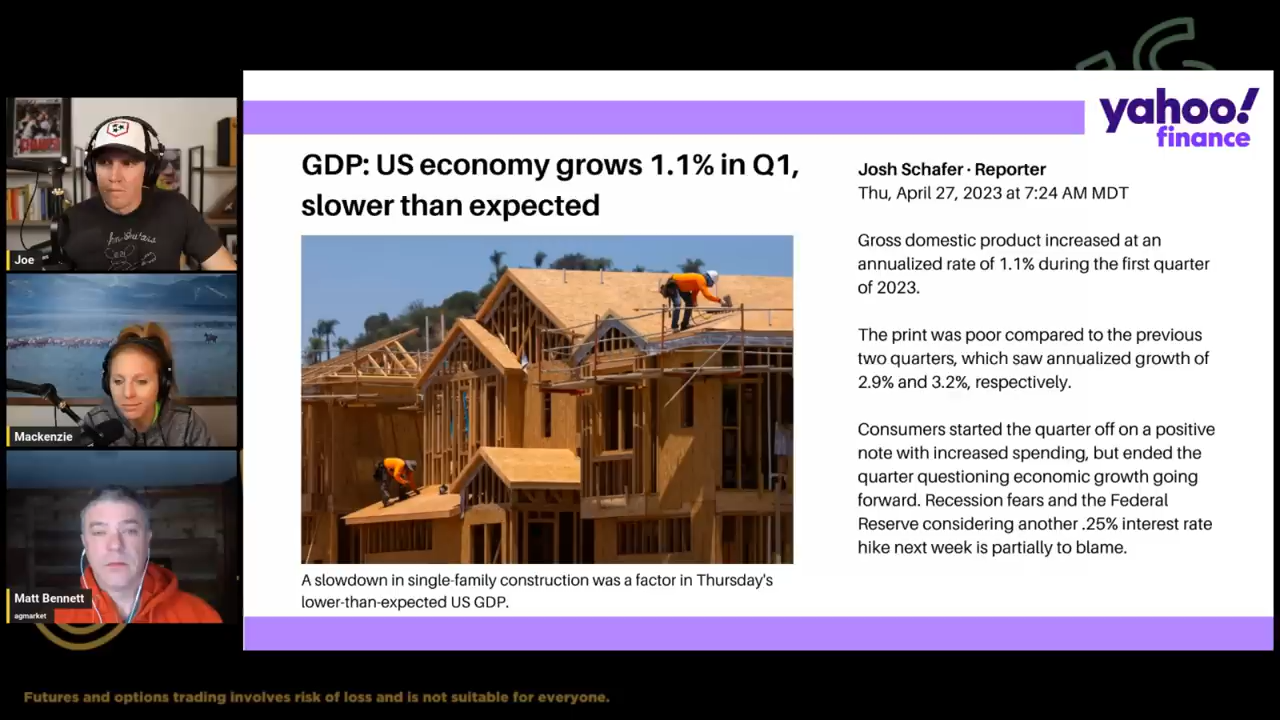 yahoo!
finance
GDP: US economy grows 1.1% in Q1,
slower than expected
A slowdown in single-family construction was a factor in Thursday's
lower-than-expected US GDP.
Josh Schafer · Reporter
Thu, April 27, 2023 at 7:24 AM MDT
Gross domestic product increased at an
annualized rate of 1.1% during the first quarter
of 2023.
The print was poor compared to the previous
two quarters, which saw annualized growth of
2.9% and 3.2%, respectively.
Consumers started the quarter off on a positive
note with increased spending, but ended the
quarter questioning economic growth going
forward. Recession fears and the Federal
Reserve considering another .25% interest rate
hike next week is partially to blame.
Joe
Mackenzie
Matt Bennett
agmarket
Futures and options trading involves risk of loss and is not suitable for everyone.